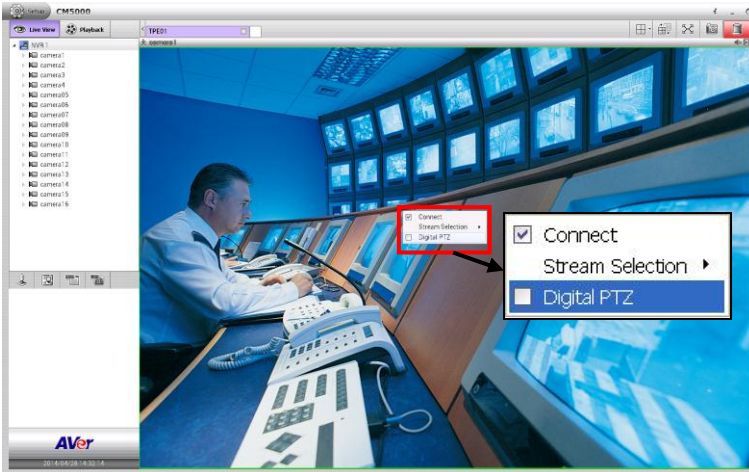 Setup CM5000
Live View Playback TPE01
camera1
NVR1
camera1
camera2
camera3
camera4
camera05
camera06
camera07
camera08
camera09
camera10
camera11
camera12
camera13
camera14
camera15
camera16
Connect
Stream Selection
Digital PTZ
Connect
Stream Selection
Digital PTZ
AVer
2014/04/28 14:32:14